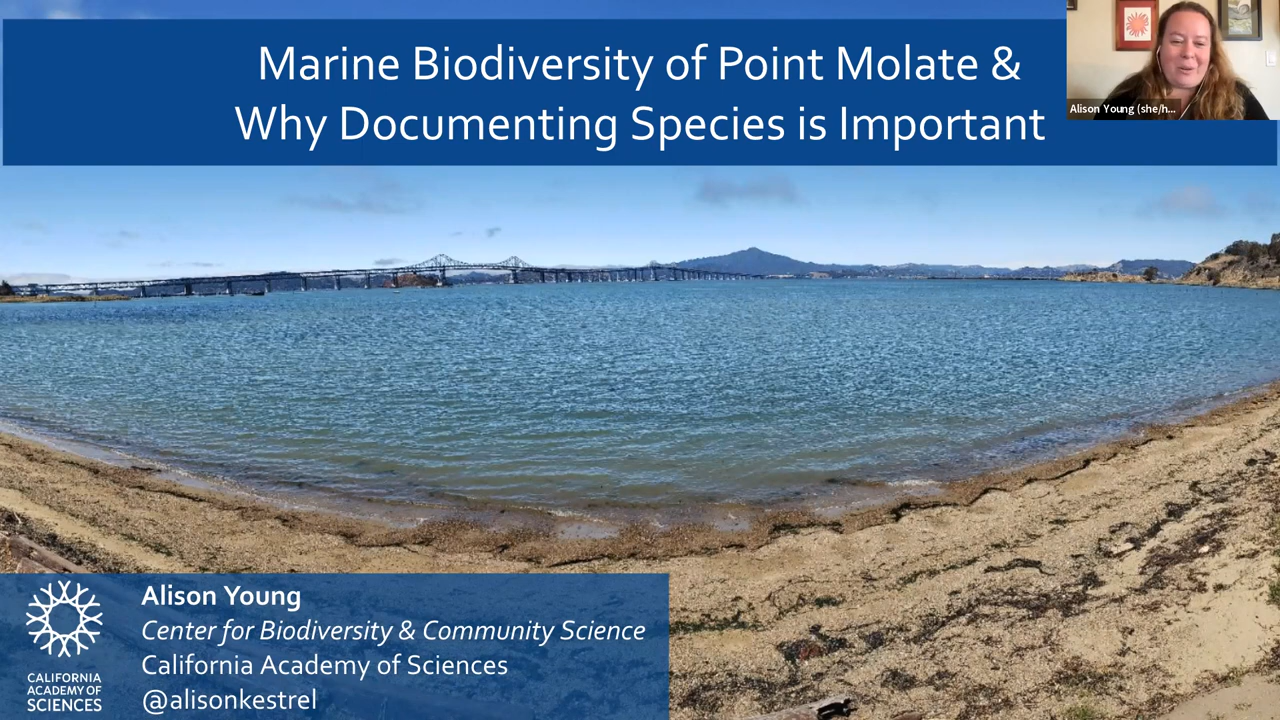 Marine Biodiversity of Point Molate &
Why Documenting Species is Important
Alison Young (she/h...
Alison Young
Center for Biodiversity & Community Science
California Academy of Sciences
@alisonkestrel
CALIFORNIA
ACADEMY OF
SCIENCES